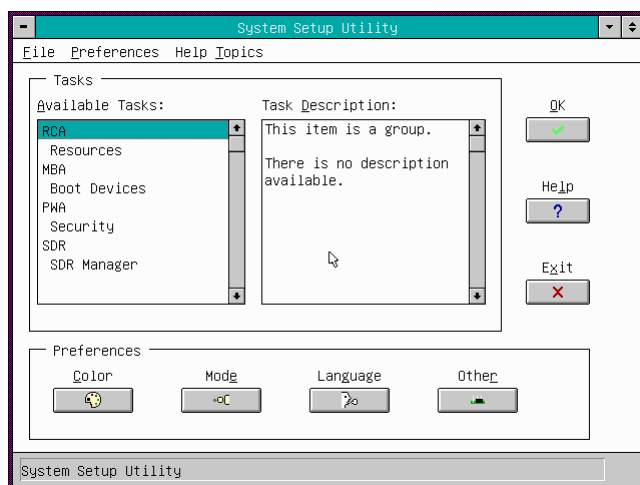 System Setup Utility
File Preferences Help Topics
Tasks
Available Tasks:
RCA
Resources
MBA
Boot Devices
PWA
Security
SDR
SDR Manager
Task Description:
This item is a group.
There is no description
available.
OK
Help
?
Exit
Preferences
Color
Mode
Language
Other
System Setup Utility